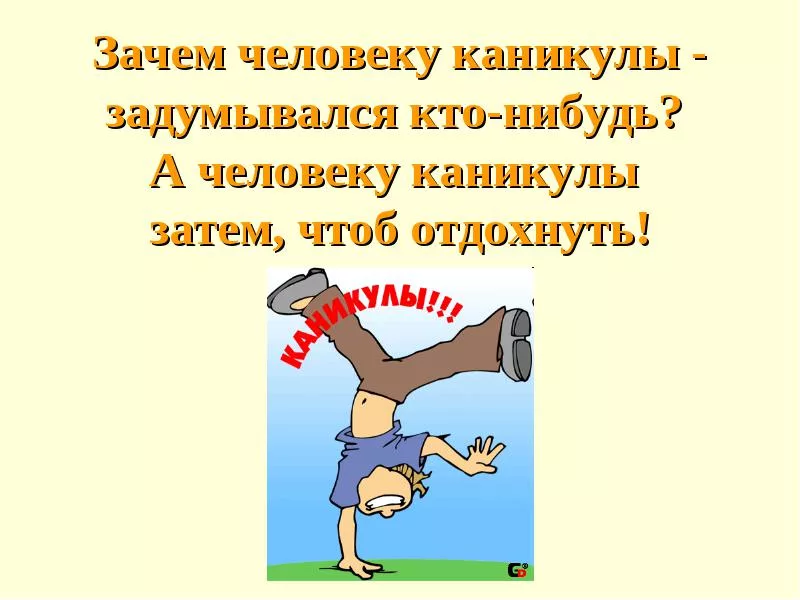 Зачем человеку каникулы -
задумывался кто-нибудь?
А человеку каникулы
затем, чтоб отдохнуть!
КАНИКУЛЫ!!!